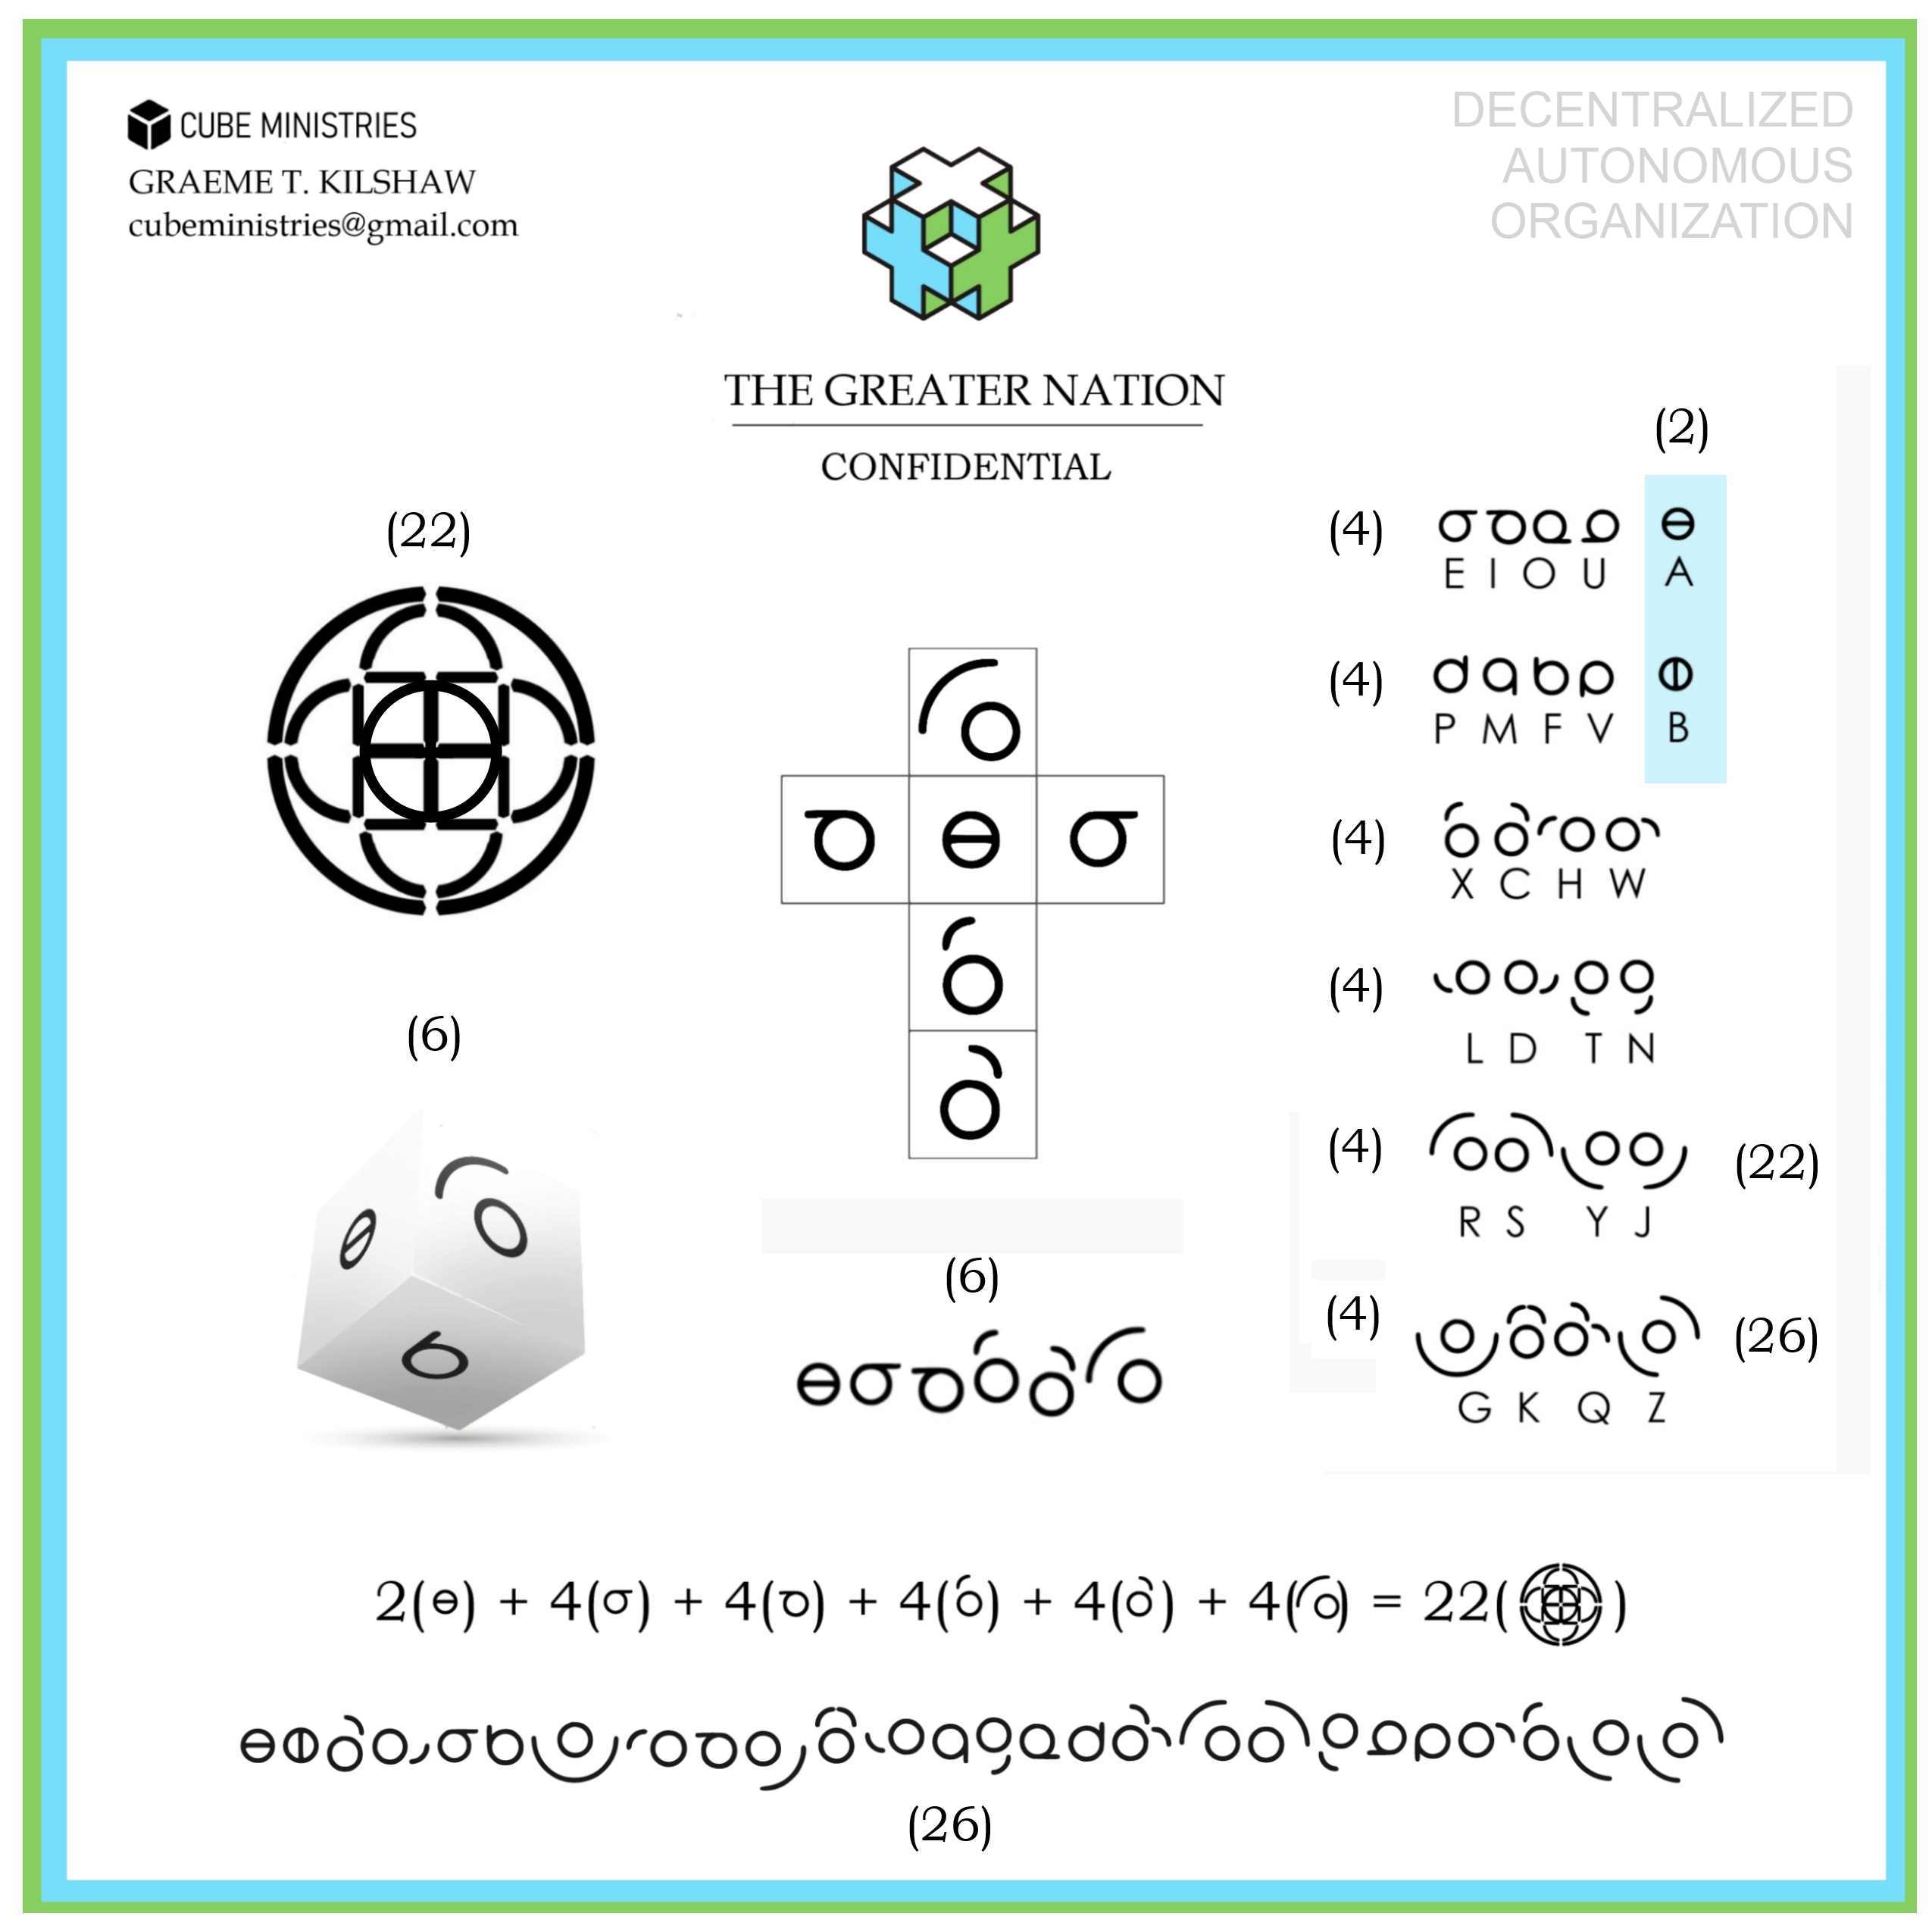 CUBE MINISTRIES
GRAEME T. KILSHAW
cubeministries@gmail.com
DECENTRALIZED
AUTONOMOUS
ORGANIZATION
THE GREATER NATION
CONFIDENTIAL
(22)
(6)
(6)
(2)
(4)
E I O U A
(4)
P M F V B
(4)
X C H W
(4)
L D T N
(4) (22)
R S Y J
(4) (26)
G K Q Z
2(ɵ) + 4(σ) + 4( ) + 4( ) + 4( ) + 4( ) = 22( )
(26)